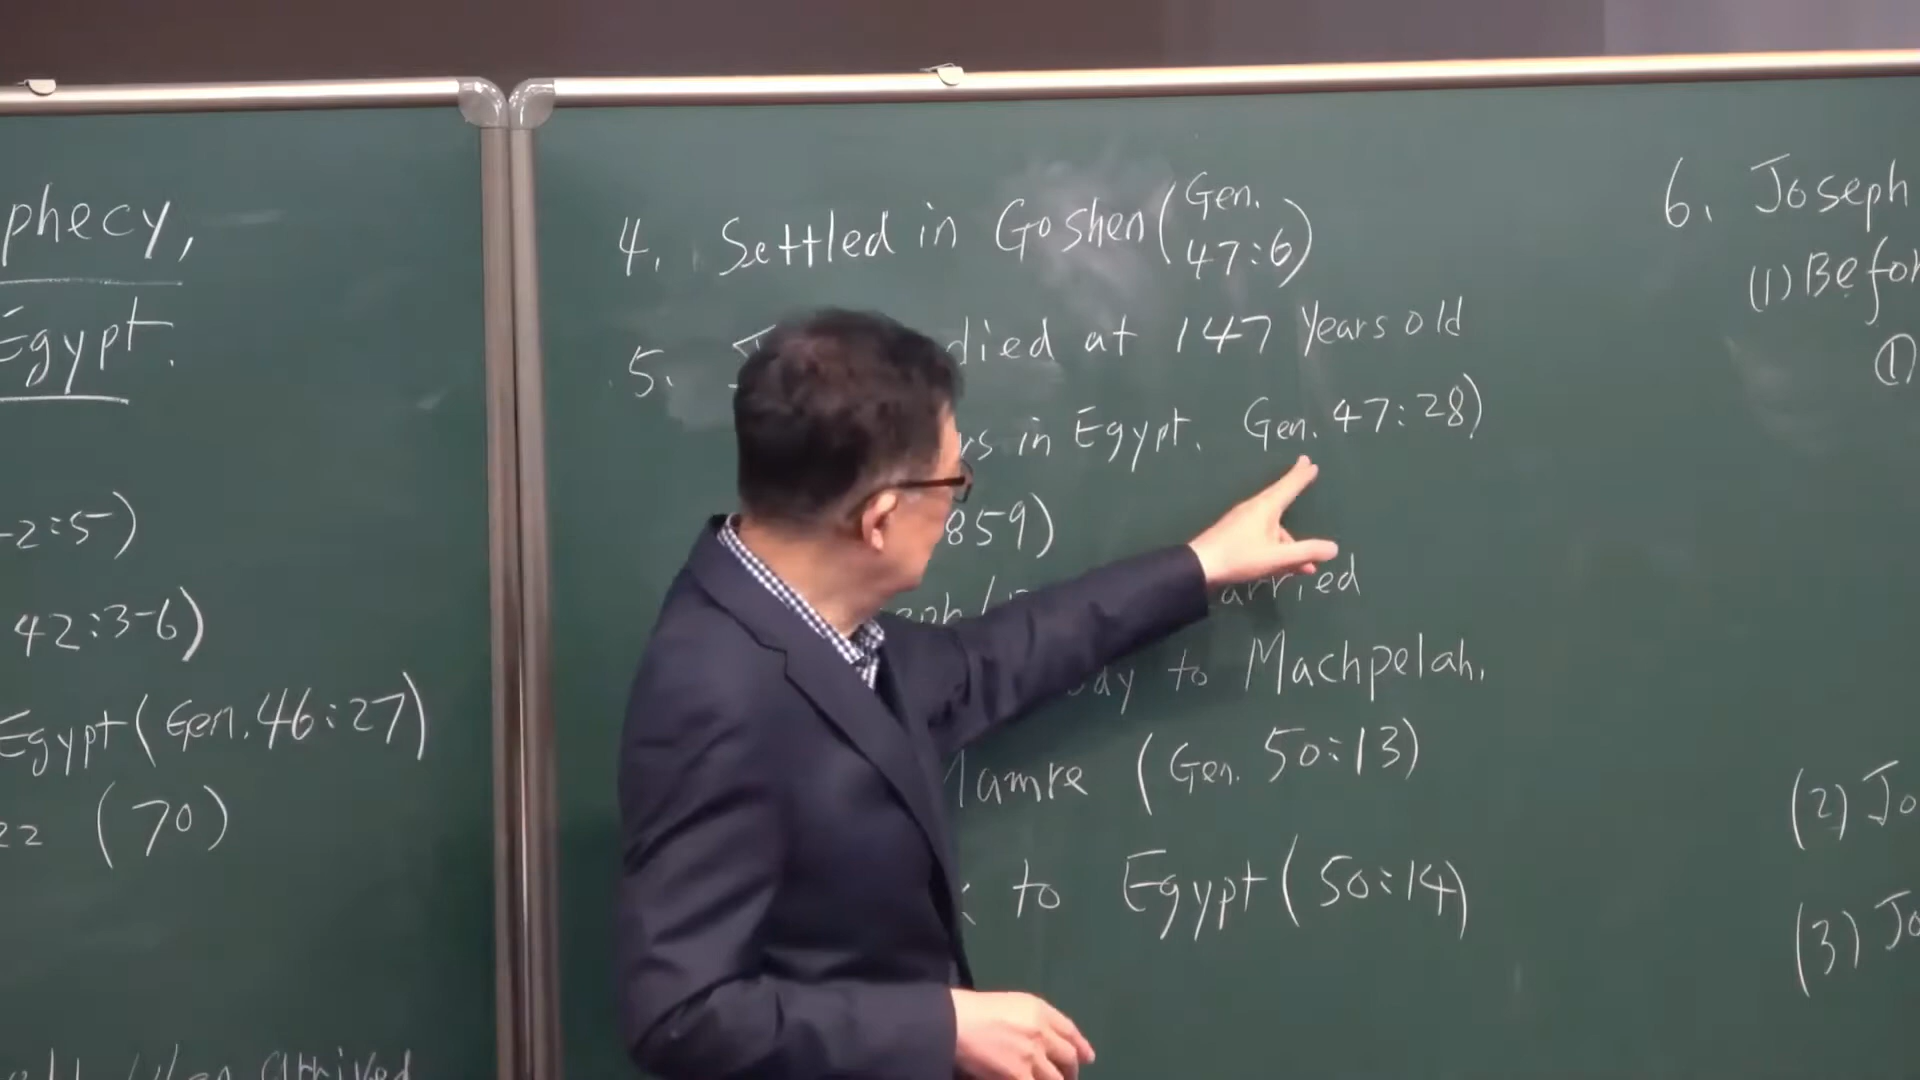 phecy,
Egypt.
-2:5)
42:3-6)
Egypt (Gen. 46:27)
22 (70)
arrived
4. Settled in Goshen (Gen. 47:6)
5. died at 147 years old
in Egypt. Gen. 47:28)
859)
arried
to Machpelah,
Mamre (Gen. 50:13)
to Egypt (50:14)
6. Joseph
(1) Befor
①
(2) Jo
(3) Jo